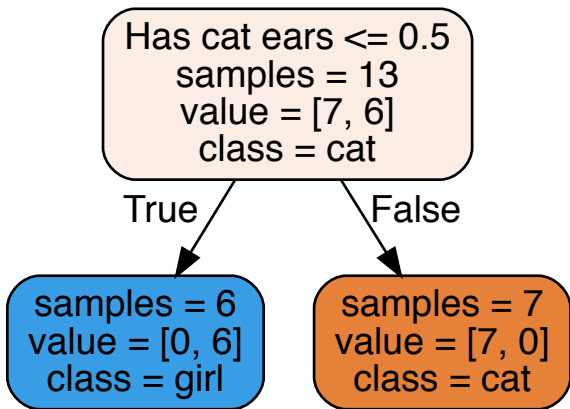 Has cat ears <= 0.5
samples = 13
value = [7, 6]
class = cat
True
False
samples = 6
value = [0, 6]
class = girl
samples = 7
value = [7, 0]
class = cat